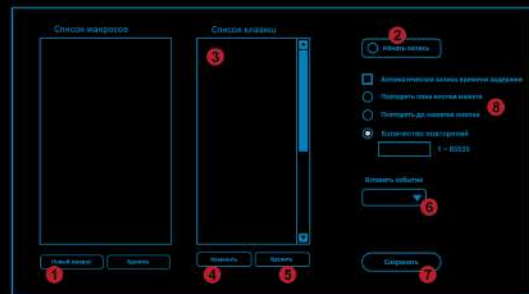 Список макросов
Список клавиш
2
Начать запись
3
Автоматическая запись времени задержки
Повторять пока кнопка нажата
8
Повторять до нажатия кнопки
Количество повторений
1 ~ 65535
Вставить событие
6
Новый макрос
Удалить
Изменить
Удалить
Сохранить
1
4
5
7